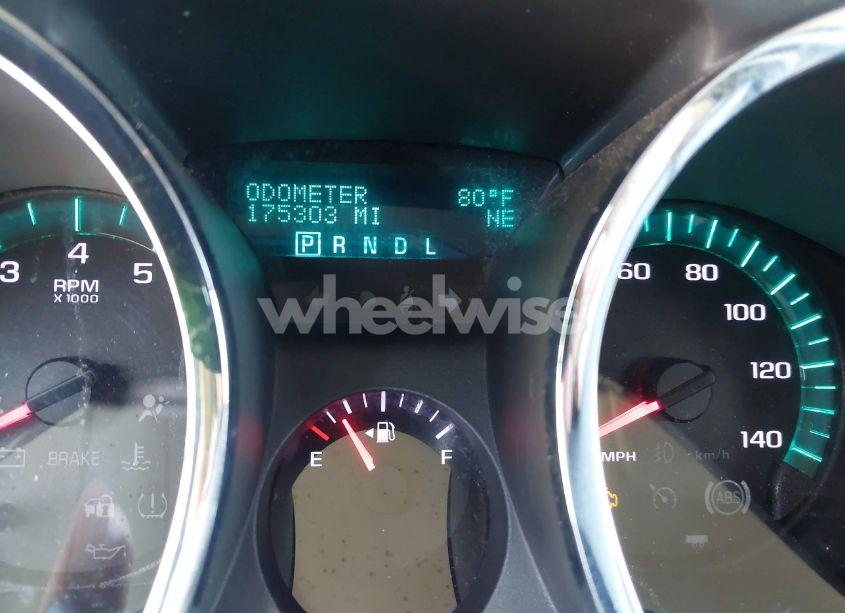 ODOMETER 80°F
175303 MI NE
P R N D L
3 4 5
RPM
X 1000
60 80 100 120 140
wheelwise
E F
BRAKE
MPH km/h
ABS